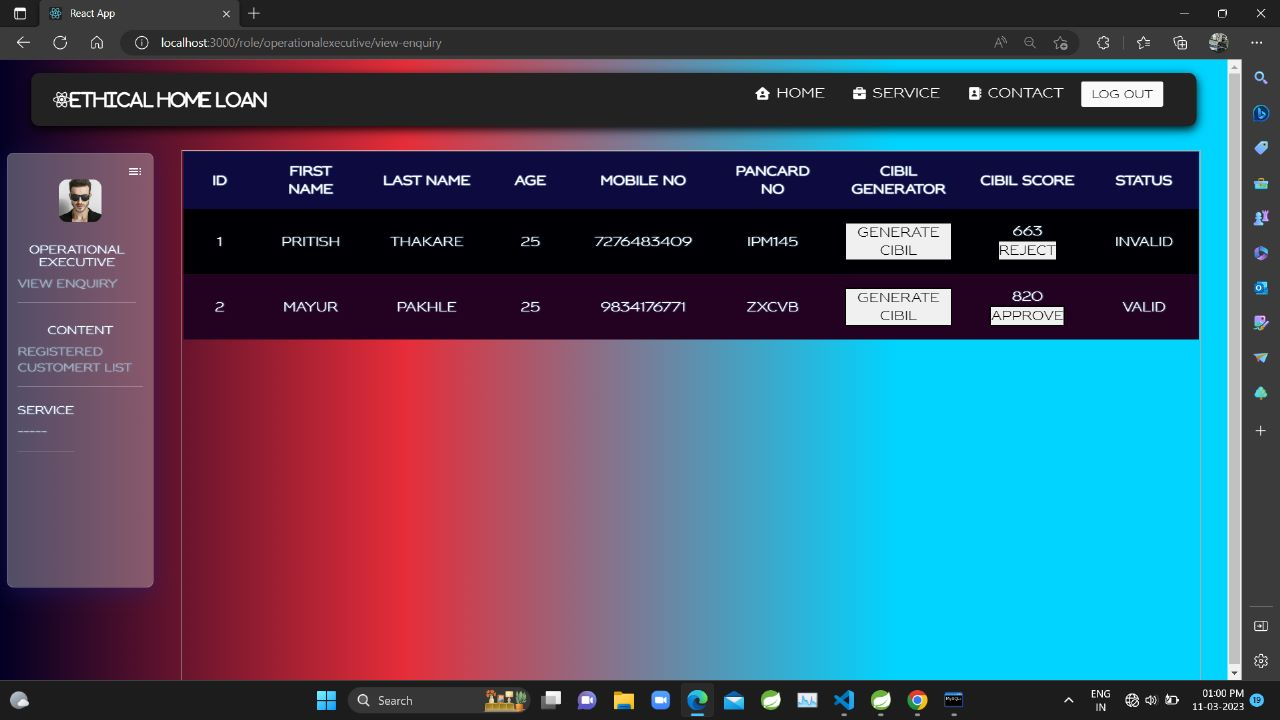 React App
localhost:3000/role/operationalexecutive/view-enquiry
ETHICAL HOME LOAN
HOME
SERVICE
CONTACT
LOG OUT
OPERATIONAL
EXECUTIVE
VIEW ENQUIRY
CONTENT
REGISTERED
CUSTOMERT LIST
SERVICE
-----
ID FIRST NAME LAST NAME AGE MOBILE NO PANCARD NO CIBIL GENERATOR CIBIL SCORE STATUS
1 PRITISH THAKARE 25 7276483409 IPM145 GENERATE CIBIL 663 REJECT INVALID
2 MAYUR PAKHLE 25 9834176771 ZXCVB GENERATE CIBIL 820 APPROVE VALID
Search
ENG
IN
01:00 PM
11-03-2023
19